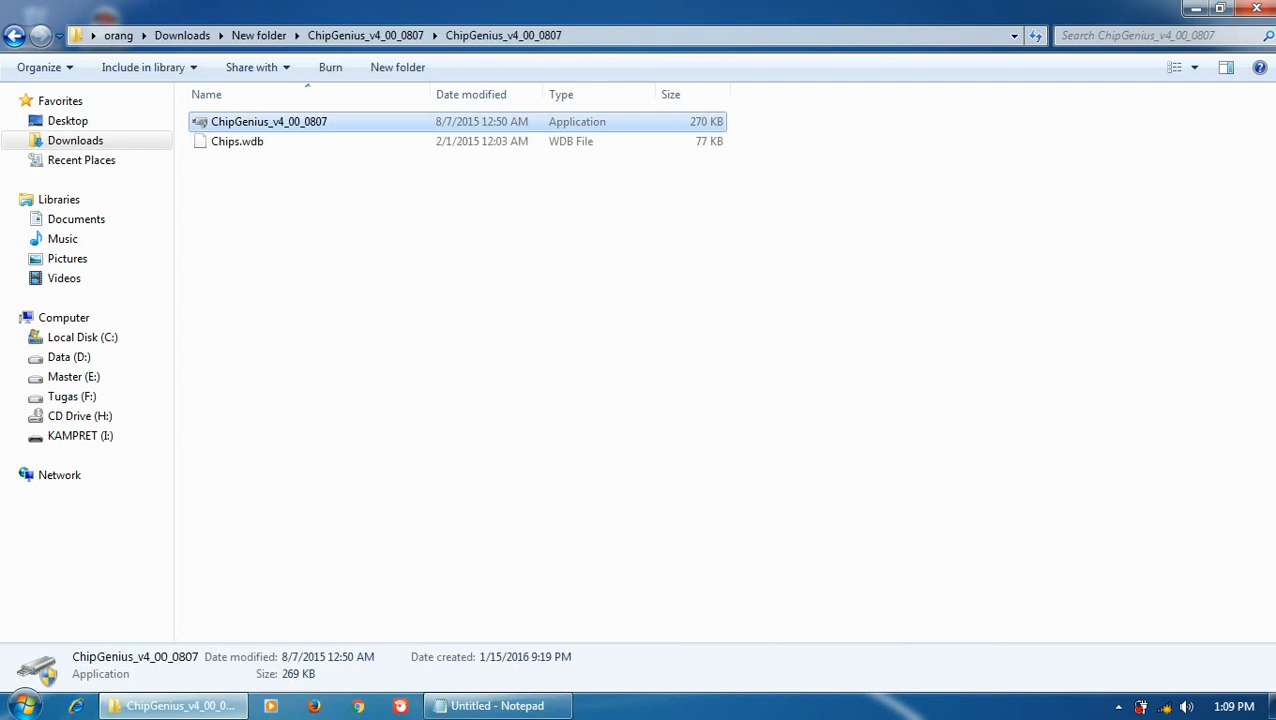 orang Downloads New folder ChipGenius_v4_00_0807 ChipGenius_v4_00_0807 Search ChipGenius_v4_00_0807
Organize Include in library Share with Burn New folder
Favorites
Desktop
Downloads
Recent Places
Libraries
Documents
Music
Pictures
Videos
Computer
Local Disk (C:)
Data (D:)
Master (E:)
Tugas (F:)
CD Drive (H:)
KAMPRET (I:)
Network
Name Date modified Type Size
ChipGenius_v4_00_0807 8/7/2015 12:50 AM Application 270 KB
Chips.wdb 2/1/2015 12:03 AM WDB File 77 KB
ChipGenius_v4_00_0807 Date modified: 8/7/2015 12:50 AM Date created: 1/15/2016 9:19 PM
Application Size: 269 KB
ChipGenius_v4_00_0... Untitled - Notepad 1:09 PM